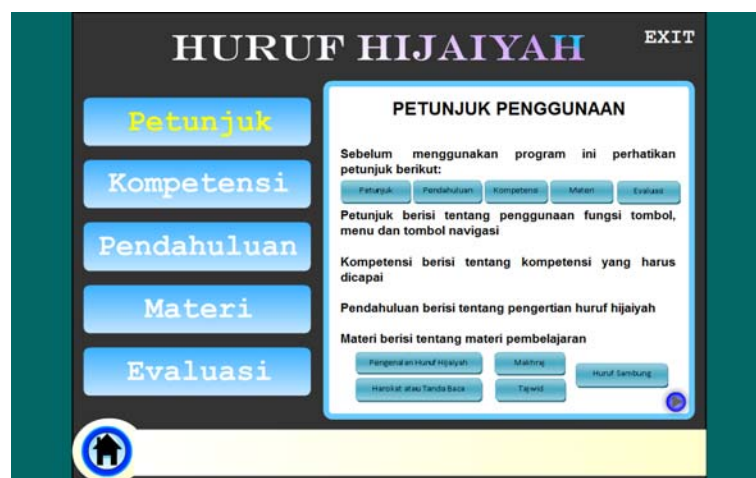 HURUF HIJAIYAH
EXIT
Petunjuk
Kompetensi
Pendahuluan
Materi
Evaluasi
PETUNJUK PENGGUNAAN
Sebelum menggunakan program ini perhatikan
petunjuk berikut:
Petunjuk Pendahuluan Kompetensi Materi Evaluasi
Petunjuk berisi tentang penggunaan fungsi tombol,
menu dan tombol navigasi
Kompetensi berisi tentang kompetensi yang harus
dicapai
Pendahuluan berisi tentang pengertian huruf hijaiyah
Materi berisi tentang materi pembelajaran
Pengenalan Huruf Hijaiyah Makhraj
Huruf Sambung
Harokat atau Tanda Baca Tajwid